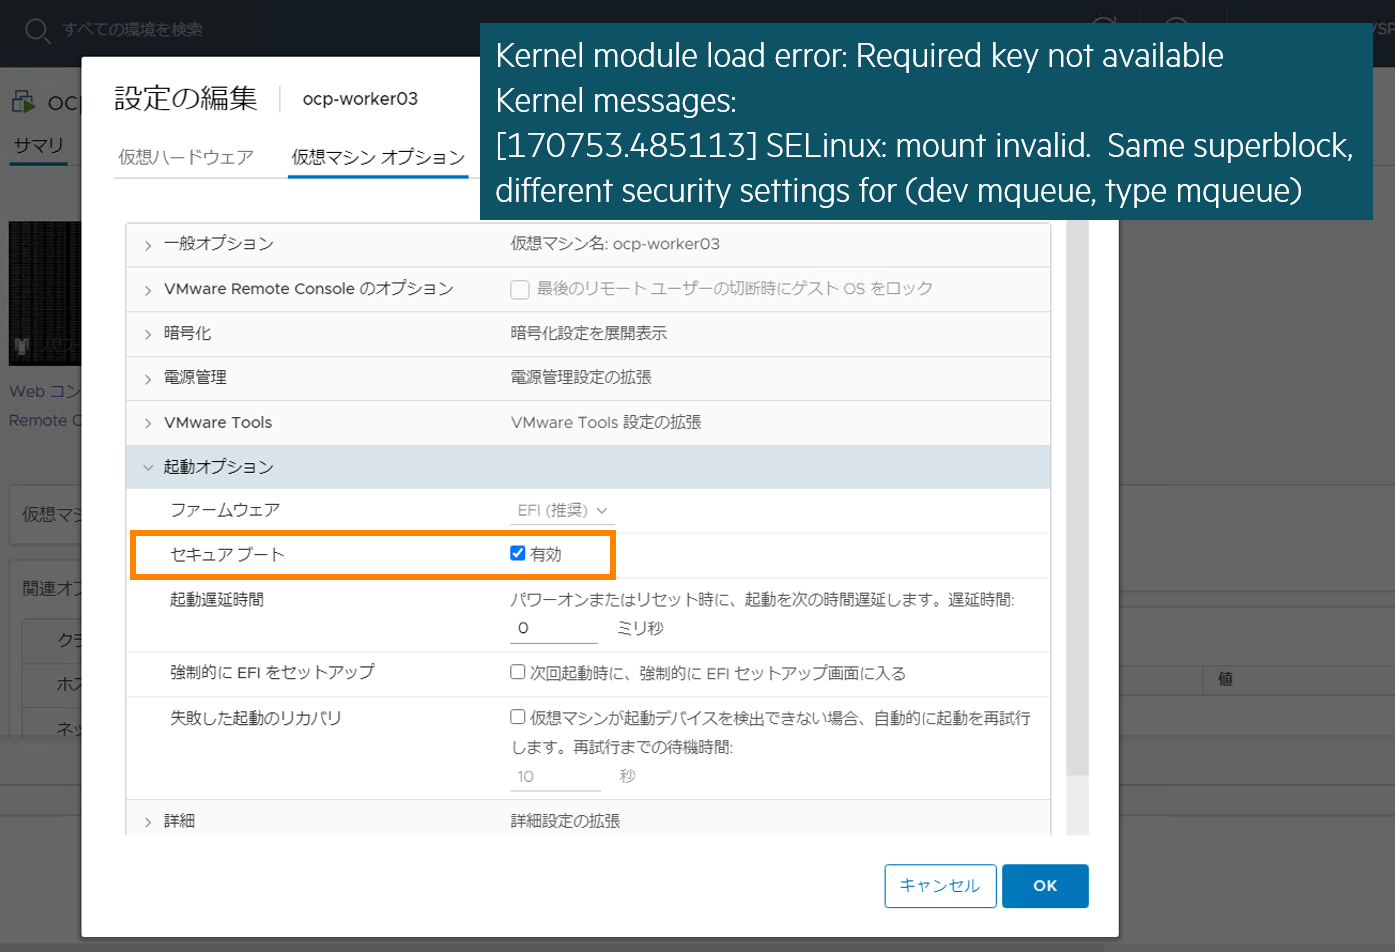 すべての環境を検索
Kernel module load error: Required key not available
Kernel messages:
[170753.485113] SELinux: mount invalid.  Same superblock,
different security settings for (dev mqueue, type mqueue)
サマリ
設定の編集
ocp-worker03
仮想ハードウェア
仮想マシン オプション
一般オプション
仮想マシン名: ocp-worker03
VMware Remote Console のオプション
最後のリモート ユーザーの切断時にゲスト OS をロック
暗号化
暗号化設定を展開表示
電源管理
電源管理設定の拡張
Web コン
Remote C
VMware Tools
VMware Tools 設定の拡張
起動オプション
ファームウェア
EFI (推奨)
仮想マシ
セキュア ブート
有効
関連オブ
起動遅延時間
パワーオンまたはリセット時に、起動を次の時間遅延します。遅延時間:
0 ミリ秒
強制的に EFI をセットアップ
次回起動時に、強制的に EFI セットアップ画面に入る
値
失敗した起動のリカバリ
仮想マシンが起動デバイスを検出できない場合、自動的に起動を再試行
します。再試行までの待機時間:
10 秒
詳細
詳細設定の拡張
キャンセル
OK